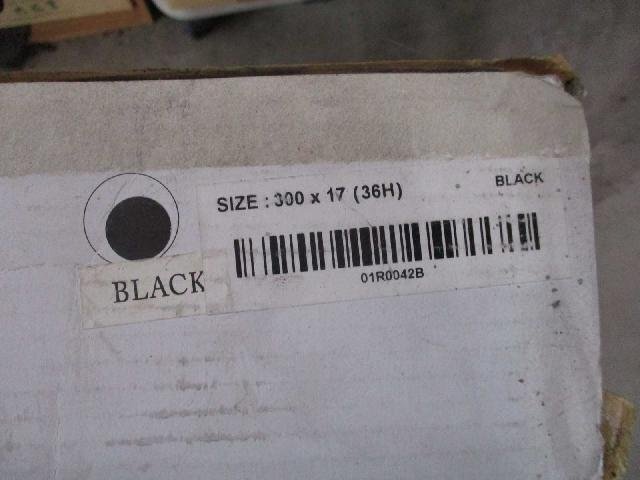 SIZE : 300 x 17 (36H)
BLACK
01R0042B
BLACK